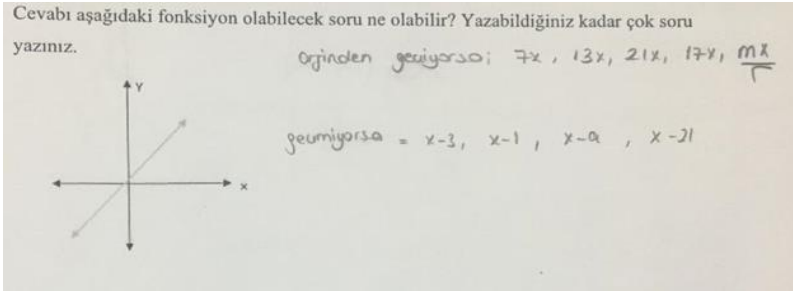 Cevabı aşağıdaki fonksiyon olabilecek soru ne olabilir? Yazabildiğiniz kadar çok soru
yazınız.
orjinden geçiyorsa; 7x, 13x, 21x, 17x, mx/r
Y
geçmiyorsa = x-3, x-1, x-a, x-21
x